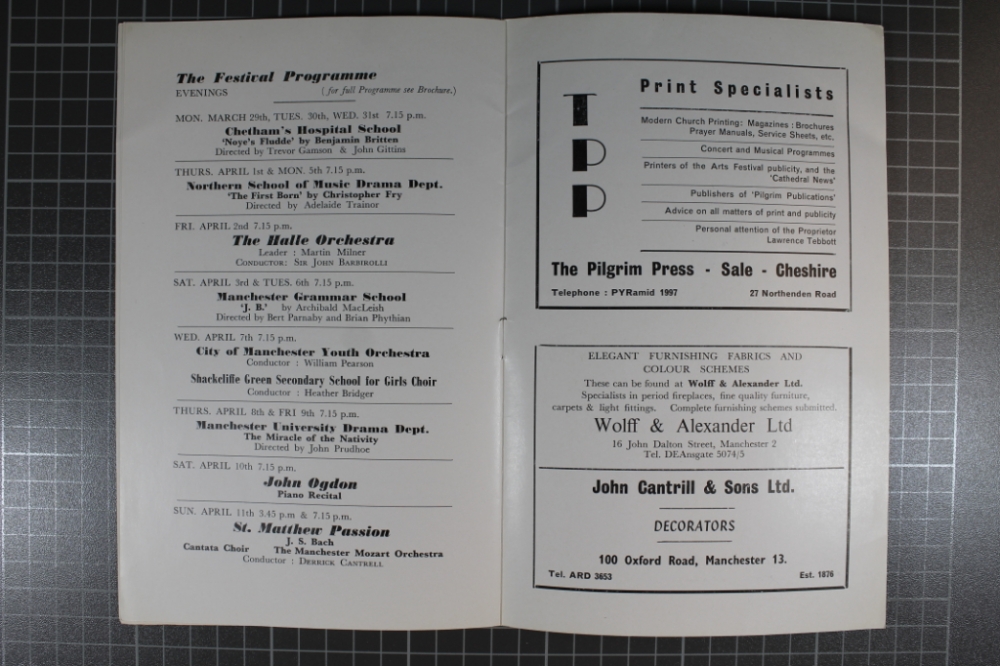 The Festival Programme
EVENINGS (for full Programme see Brochure.)
MON. MARCH 29th, TUES. 30th, WED. 31st 7.15 p.m.
Chetham's Hospital School
'Noye's Fludde' by Benjamin Britten
Directed by Trevor Gamson & John Gittins
THURS. APRIL 1st & MON. 5th 7.15 p.m.
Northern School of Music Drama Dept.
'The First Born' by Christopher Fry
Directed by Adelaide Trainor
FRI. APRIL 2nd 7.15 p.m.
The Halle Orchestra
Leader : Martin Milner
CONDUCTOR: SIR JOHN BARBIROLLI
SAT. APRIL 3rd & TUES. 6th 7.15 p.m.
Manchester Grammar School
'J. B.' by Archibald MacLeish
Directed by Bert Parnaby and Brian Phythian
WED. APRIL 7th 7.15 p.m.
City of Manchester Youth Orchestra
Conductor : William Pearson
Shackcliffe Green Secondary School for Girls Choir
Conductor : Heather Bridger
THURS. APRIL 8th & FRI 9th 7.15 p.m.
Manchester University Drama Dept.
The Miracle of the Nativity
Directed by John Prudhoe
SAT. APRIL 10th 7.15 p.m.
John Ogdon
Piano Recital
SUN. APRIL 11th 3.45 p.m & 7.15 p.m.
St. Matthew Passion
J. S. Bach
Cantata Choir The Manchester Mozart Orchestra
Conductor : DERRICK CANTRELL
TPP
Print Specialists
Modern Church Printing: Magazines : Brochures
Prayer Manuals, Service Sheets, etc.
Concert and Musical Programmes
Printers of the Arts Festival publicity, and the
'Cathedral News'
Publishers of 'Pilgrim Publications'
Advice on all matters of print and publicity
Personal attention of the Proprietor
Lawrence Tebbott
The Pilgrim Press - Sale - Cheshire
Telephone : PYRamid 1997 27 Northenden Road
ELEGANT FURNISHING FABRICS AND
COLOUR SCHEMES
These can be found at Wolff & Alexander Ltd.
Specialists in period fireplaces, fine quality furniture,
carpets & light fittings. Complete furnishing schemes submitted.
Wolff & Alexander Ltd
16 John Dalton Street, Manchester 2
Tel. DEAnsgate 5074/5
John Cantrill & Sons Ltd.
DECORATORS
100 Oxford Road, Manchester 13.
Tel. ARD 3653 Est. 1876